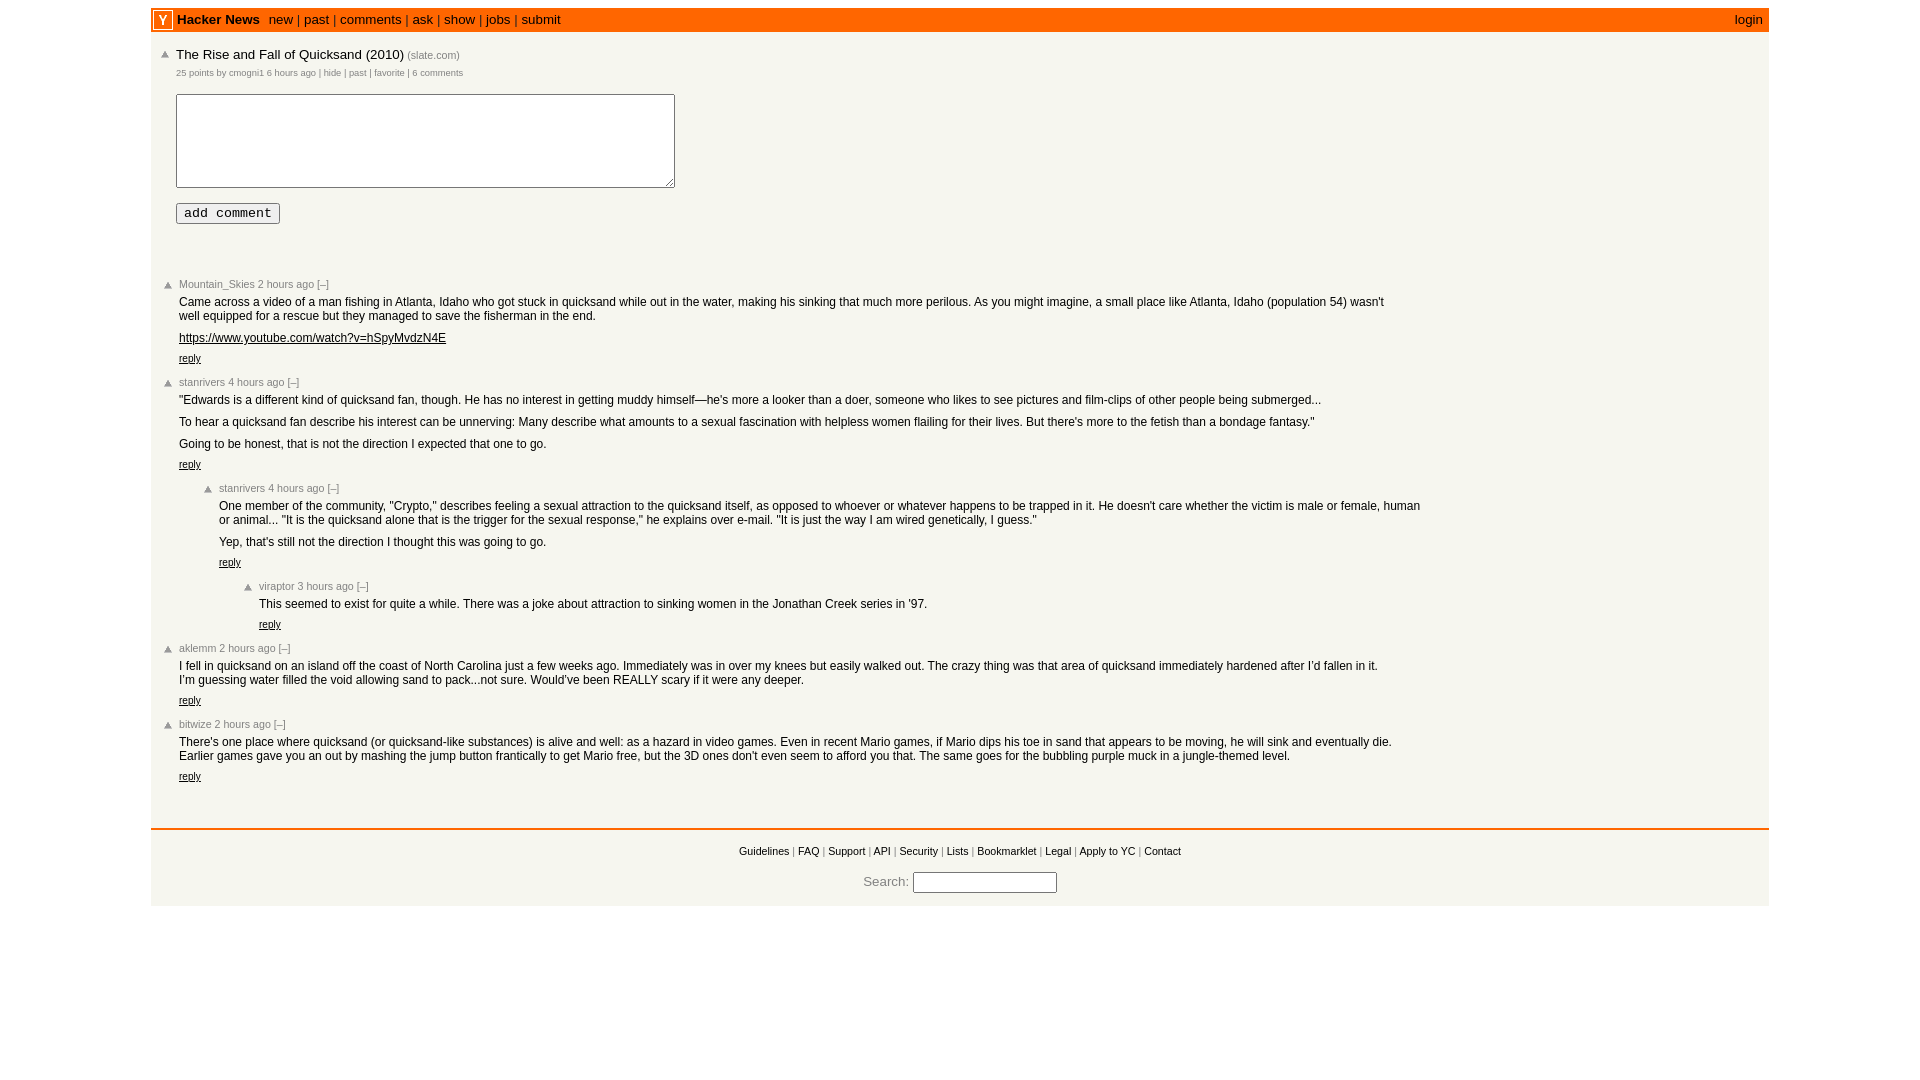 Y Hacker News new | past | comments | ask | show | jobs | submit login
The Rise and Fall of Quicksand (2010) (slate.com)
25 points by cmogni1 6 hours ago | hide | past | favorite | 6 comments
add comment
Mountain_Skies 2 hours ago [–]
Came across a video of a man fishing in Atlanta, Idaho who got stuck in quicksand while out in the water, making his sinking that much more perilous. As you might imagine, a small place like Atlanta, Idaho (population 54) wasn't
well equipped for a rescue but they managed to save the fisherman in the end.
https://www.youtube.com/watch?v=hSpyMvdzN4E
reply
stanrivers 4 hours ago [–]
"Edwards is a different kind of quicksand fan, though. He has no interest in getting muddy himself—he's more a looker than a doer, someone who likes to see pictures and film-clips of other people being submerged...
To hear a quicksand fan describe his interest can be unnerving: Many describe what amounts to a sexual fascination with helpless women flailing for their lives. But there's more to the fetish than a bondage fantasy."
Going to be honest, that is not the direction I expected that one to go.
reply
stanrivers 4 hours ago [–]
One member of the community, "Crypto," describes feeling a sexual attraction to the quicksand itself, as opposed to whoever or whatever happens to be trapped in it. He doesn't care whether the victim is male or female, human
or animal... "It is the quicksand alone that is the trigger for the sexual response," he explains over e-mail. "It is just the way I am wired genetically, I guess."
Yep, that's still not the direction I thought this was going to go.
reply
viraptor 3 hours ago [–]
This seemed to exist for quite a while. There was a joke about attraction to sinking women in the Jonathan Creek series in '97.
reply
aklemm 2 hours ago [–]
I fell in quicksand on an island off the coast of North Carolina just a few weeks ago. Immediately was in over my knees but easily walked out. The crazy thing was that area of quicksand immediately hardened after I’d fallen in it.
I’m guessing water filled the void allowing sand to pack...not sure. Would’ve been REALLY scary if it were any deeper.
reply
bitwize 2 hours ago [–]
There's one place where quicksand (or quicksand-like substances) is alive and well: as a hazard in video games. Even in recent Mario games, if Mario dips his toe in sand that appears to be moving, he will sink and eventually die.
Earlier games gave you an out by mashing the jump button frantically to get Mario free, but the 3D ones don't even seem to afford you that. The same goes for the bubbling purple muck in a jungle-themed level.
reply
Guidelines | FAQ | Support | API | Security | Lists | Bookmarklet | Legal | Apply to YC | Contact
Search: